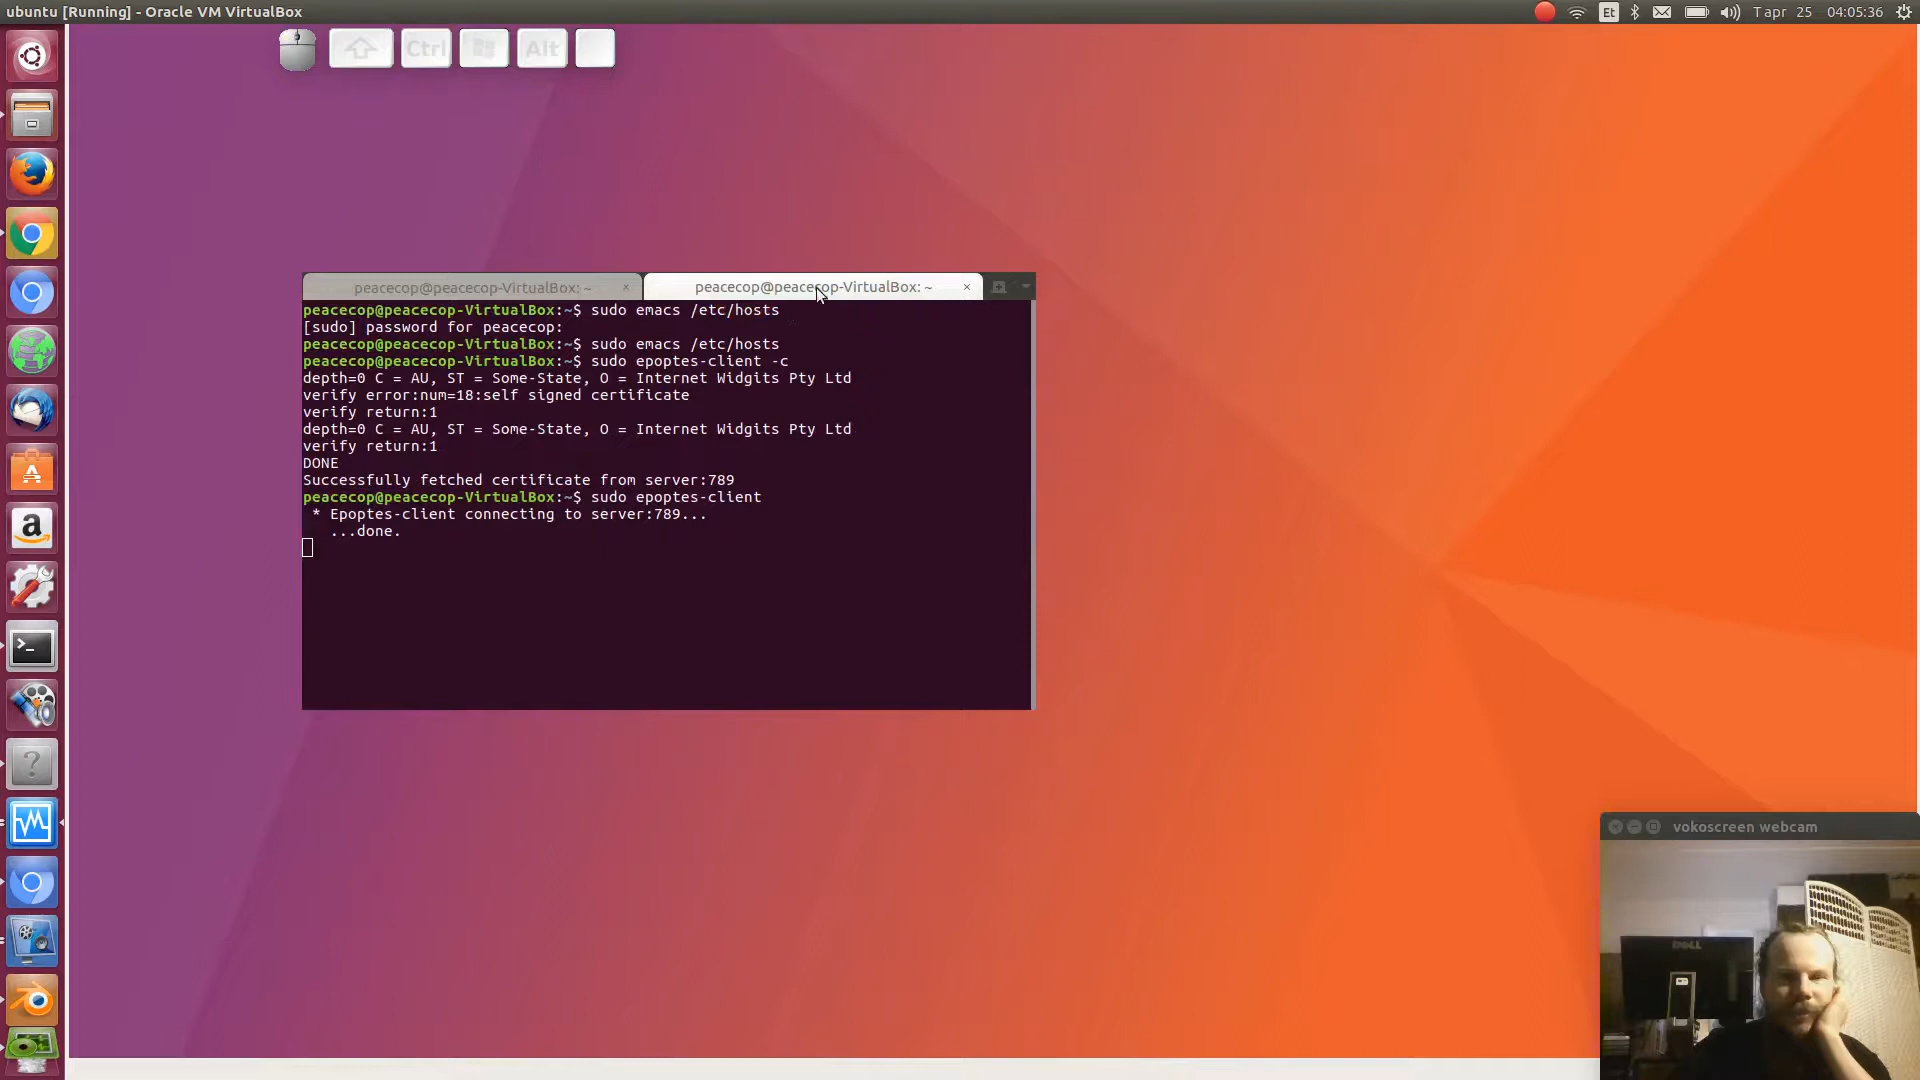 ubuntu [Running] - Oracle VM VirtualBox
Et
T apr 25 04:05:36
Ctrl
Alt
peacecop@peacecop-VirtualBox: ~ ×
peacecop@peacecop-VirtualBox: ~ ×
peacecop@peacecop-VirtualBox:~$ sudo emacs /etc/hosts
[sudo] password for peacecop:
peacecop@peacecop-VirtualBox:~$ sudo emacs /etc/hosts
peacecop@peacecop-VirtualBox:~$ sudo epoptes-client -c
depth=0 C = AU, ST = Some-State, O = Internet Widgits Pty Ltd
verify error:num=18:self signed certificate
verify return:1
depth=0 C = AU, ST = Some-State, O = Internet Widgits Pty Ltd
verify return:1
DONE
Successfully fetched certificate from server:789
peacecop@peacecop-VirtualBox:~$ sudo epoptes-client
* Epoptes-client connecting to server:789...
...done.
vokoscreen webcam
DELL